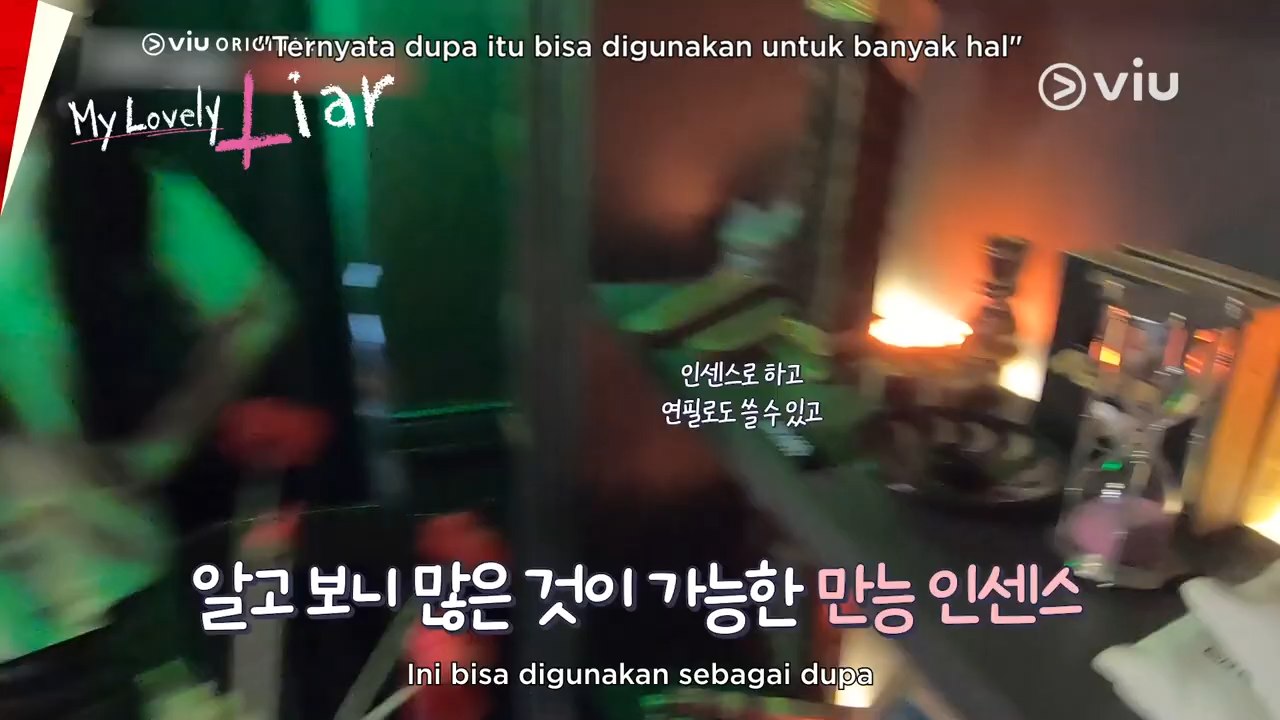 viu ORIGINAL
"Ternyata dupa itu bisa digunakan untuk banyak hal"
My Lovely Liar
viu
인센스로 하고
연필로도 쓸 수 있고
알고 보니 많은 것이 가능한 만능 인센스
Ini bisa digunakan sebagai dupa